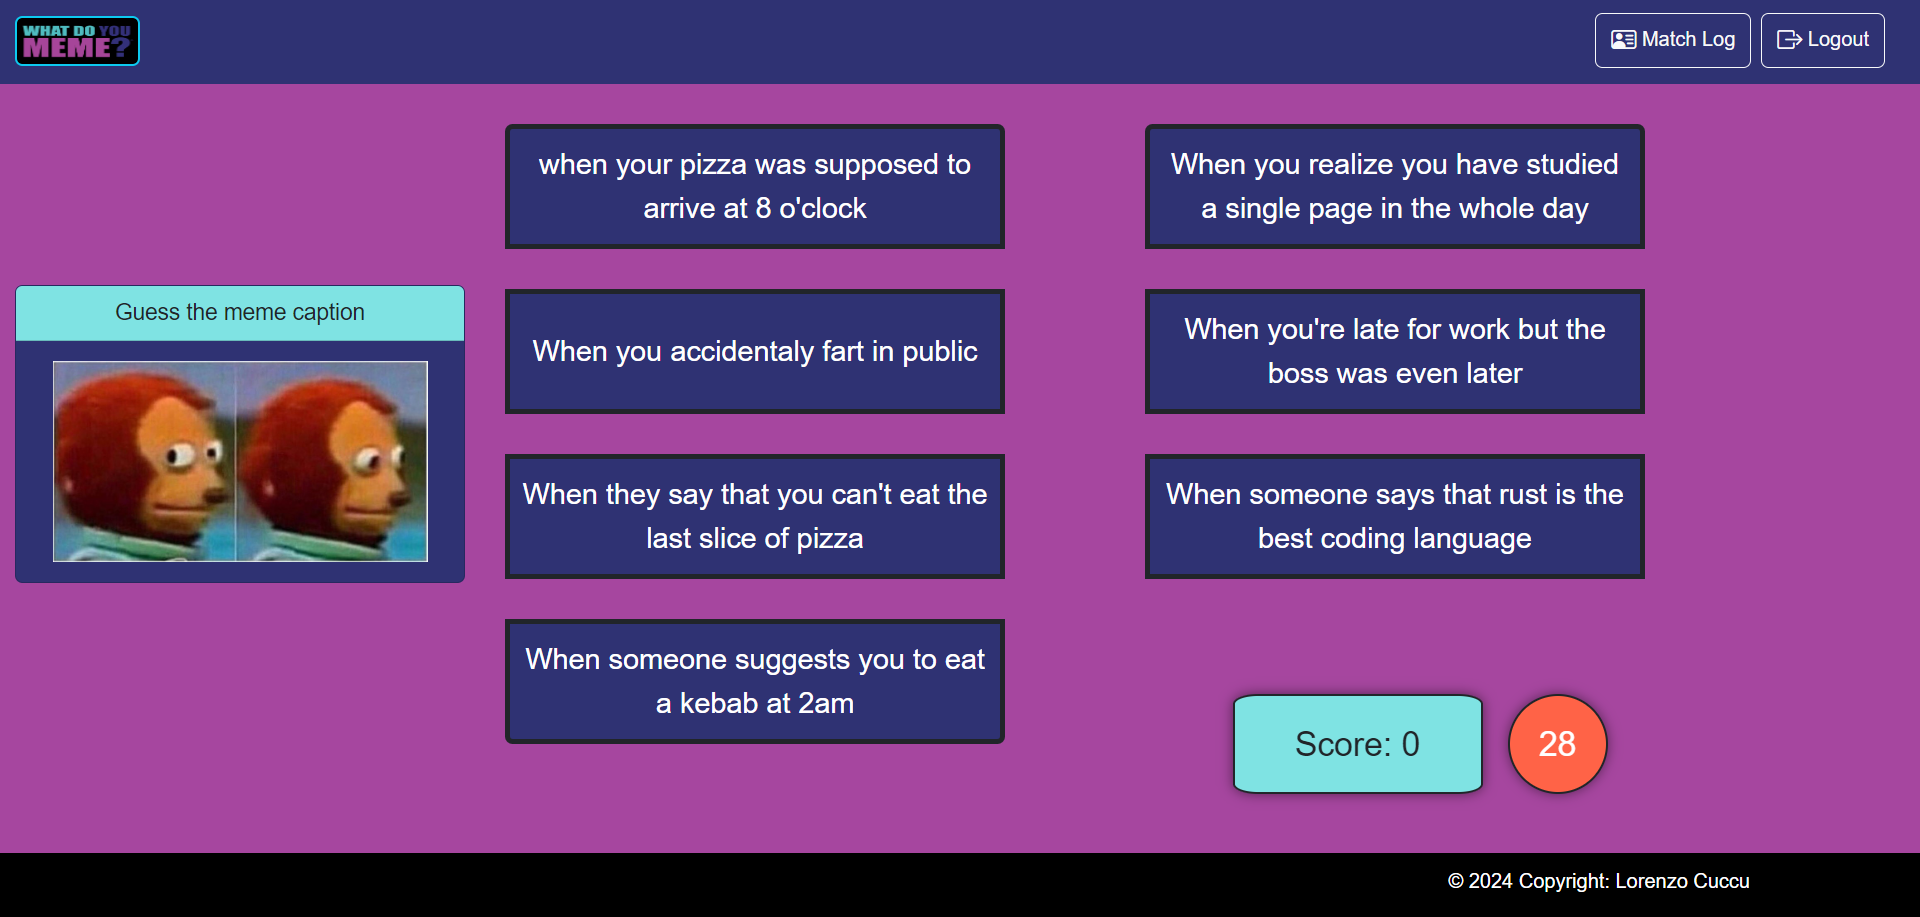 WHAT DO YOU
MEME?
Match Log
Logout
Guess the meme caption
when your pizza was supposed to
arrive at 8 o'clock
When you accidentaly fart in public
When they say that you can't eat the
last slice of pizza
When someone suggests you to eat
a kebab at 2am
When you realize you have studied
a single page in the whole day
When you're late for work but the
boss was even later
When someone says that rust is the
best coding language
Score: 0
28
© 2024 Copyright: Lorenzo Cuccu